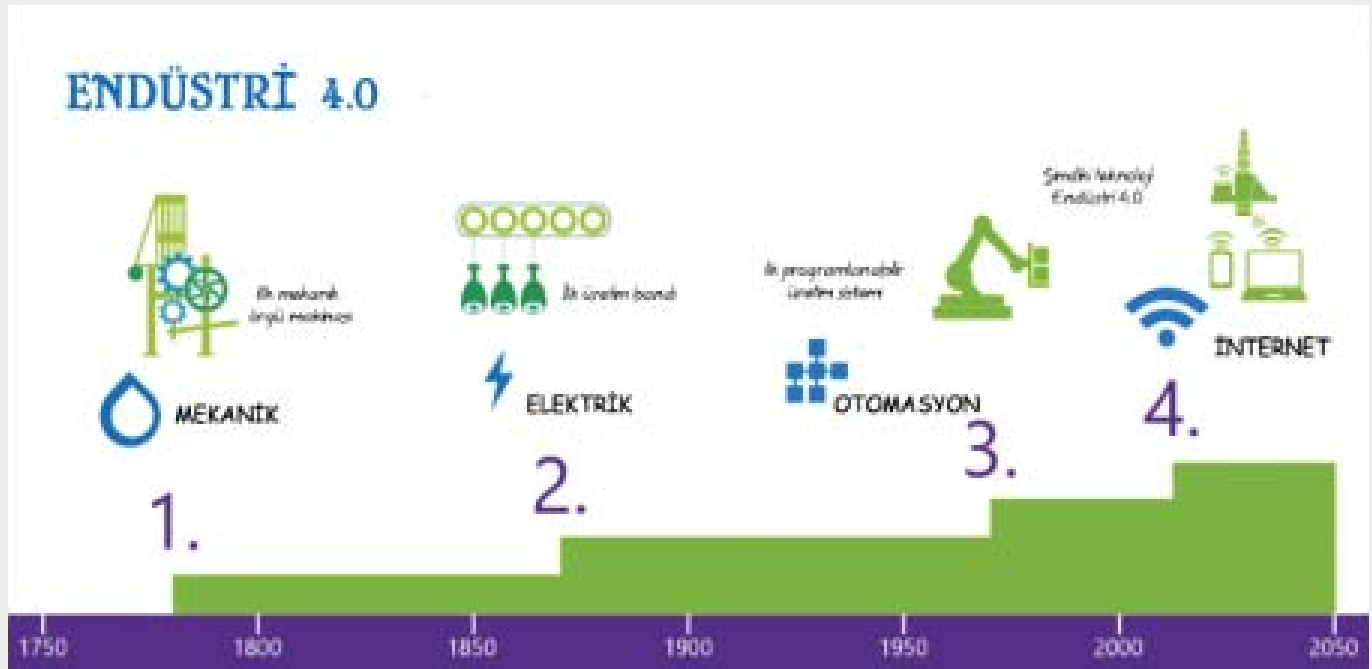 ENDÜSTRİ 4.0
Şimdiki teknoloji
Endüstri 4.0
İlk programlanabilir
üretim sistemi
İlk mekanik
örgü makinası
İlk üretim bandı
İNTERNET
MEKANİK
ELEKTRİK
OTOMASYON
4.
3.
2.
1.
1750 1800 1850 1900 1950 2000 2050